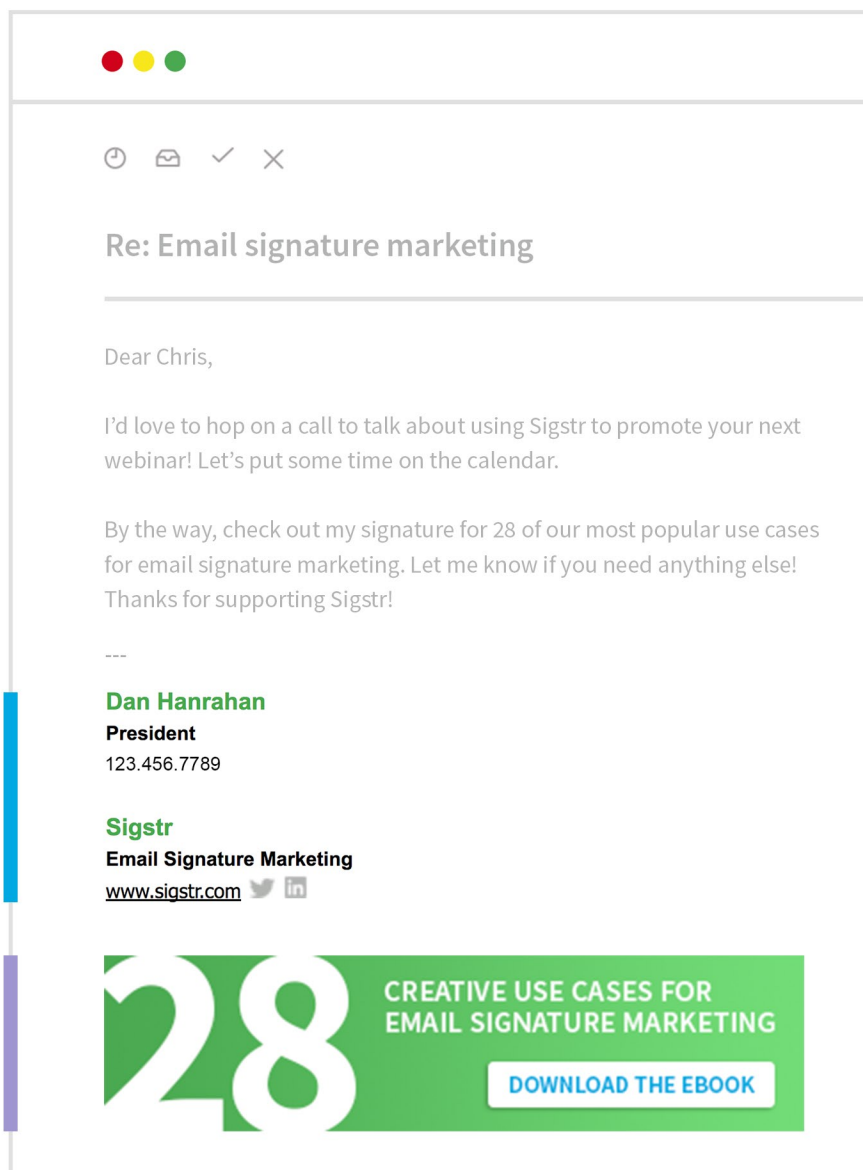 Re: Email signature marketing
Dear Chris,
I’d love to hop on a call to talk about using Sigstr to promote your next
webinar! Let’s put some time on the calendar.
By the way, check out my signature for 28 of our most popular use cases
for email signature marketing. Let me know if you need anything else!
Thanks for supporting Sigstr!
---
Dan Hanrahan
President
123.456.7789
Sigstr
Email Signature Marketing
www.sigstr.com
28
CREATIVE USE CASES FOR
EMAIL SIGNATURE MARKETING
DOWNLOAD THE EBOOK